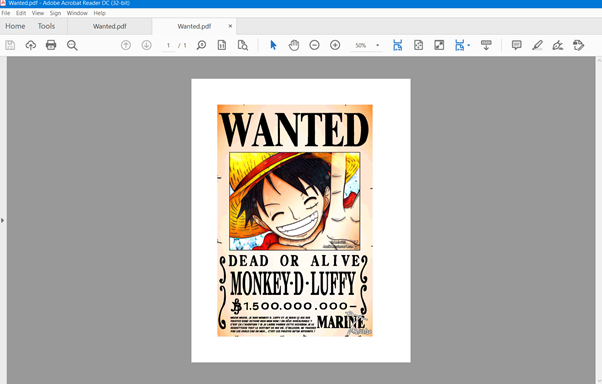 Wanted.pdf - Adobe Acrobat Reader DC (32-bit)
File Edit View Sign Window Help
Home Tools Wanted.pdf Wanted.pdf ×
1 / 1 50%
WANTED
DEAD OR ALIVE
MONKEY·D·LUFFY
1.500.000.000-
MARINE